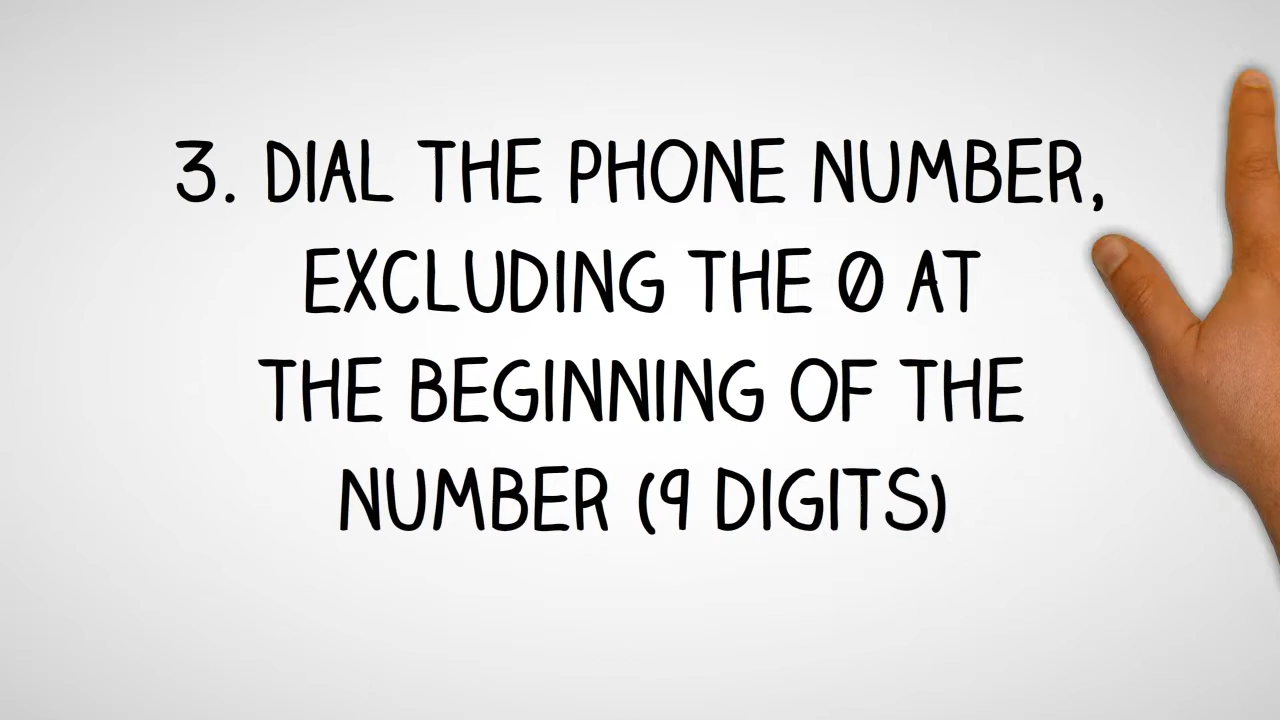 3. DIAL THE PHONE NUMBER,
EXCLUDING THE 0 AT
THE BEGINNING OF THE
NUMBER (9 DIGITS)